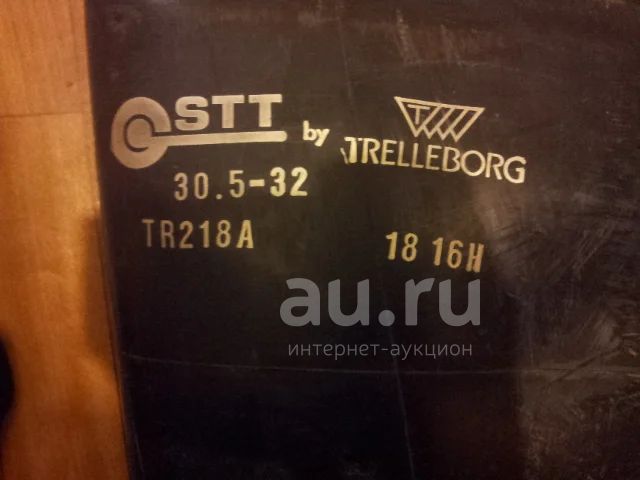 STT by TRELLEBORG
30.5-32
TR218A 18 16H
au.ru
интернет-аукцион